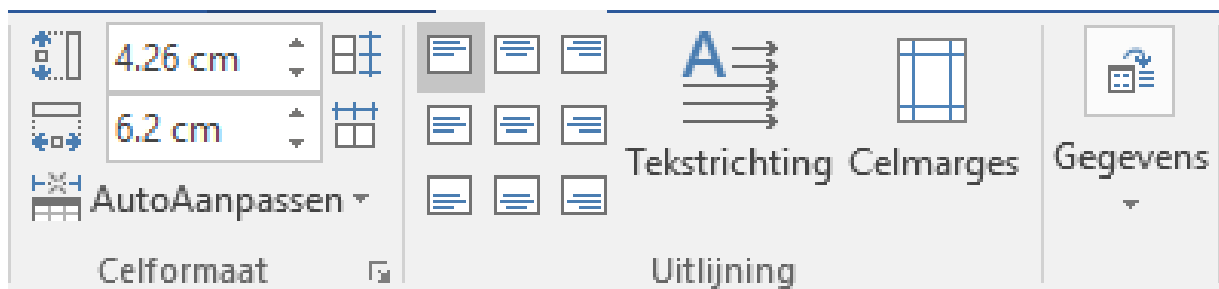 4.26 cm
6.2 cm
AutoAanpassen
Celformaat
A
Tekstrichting
Celmarges
Uitlijning
Gegevens